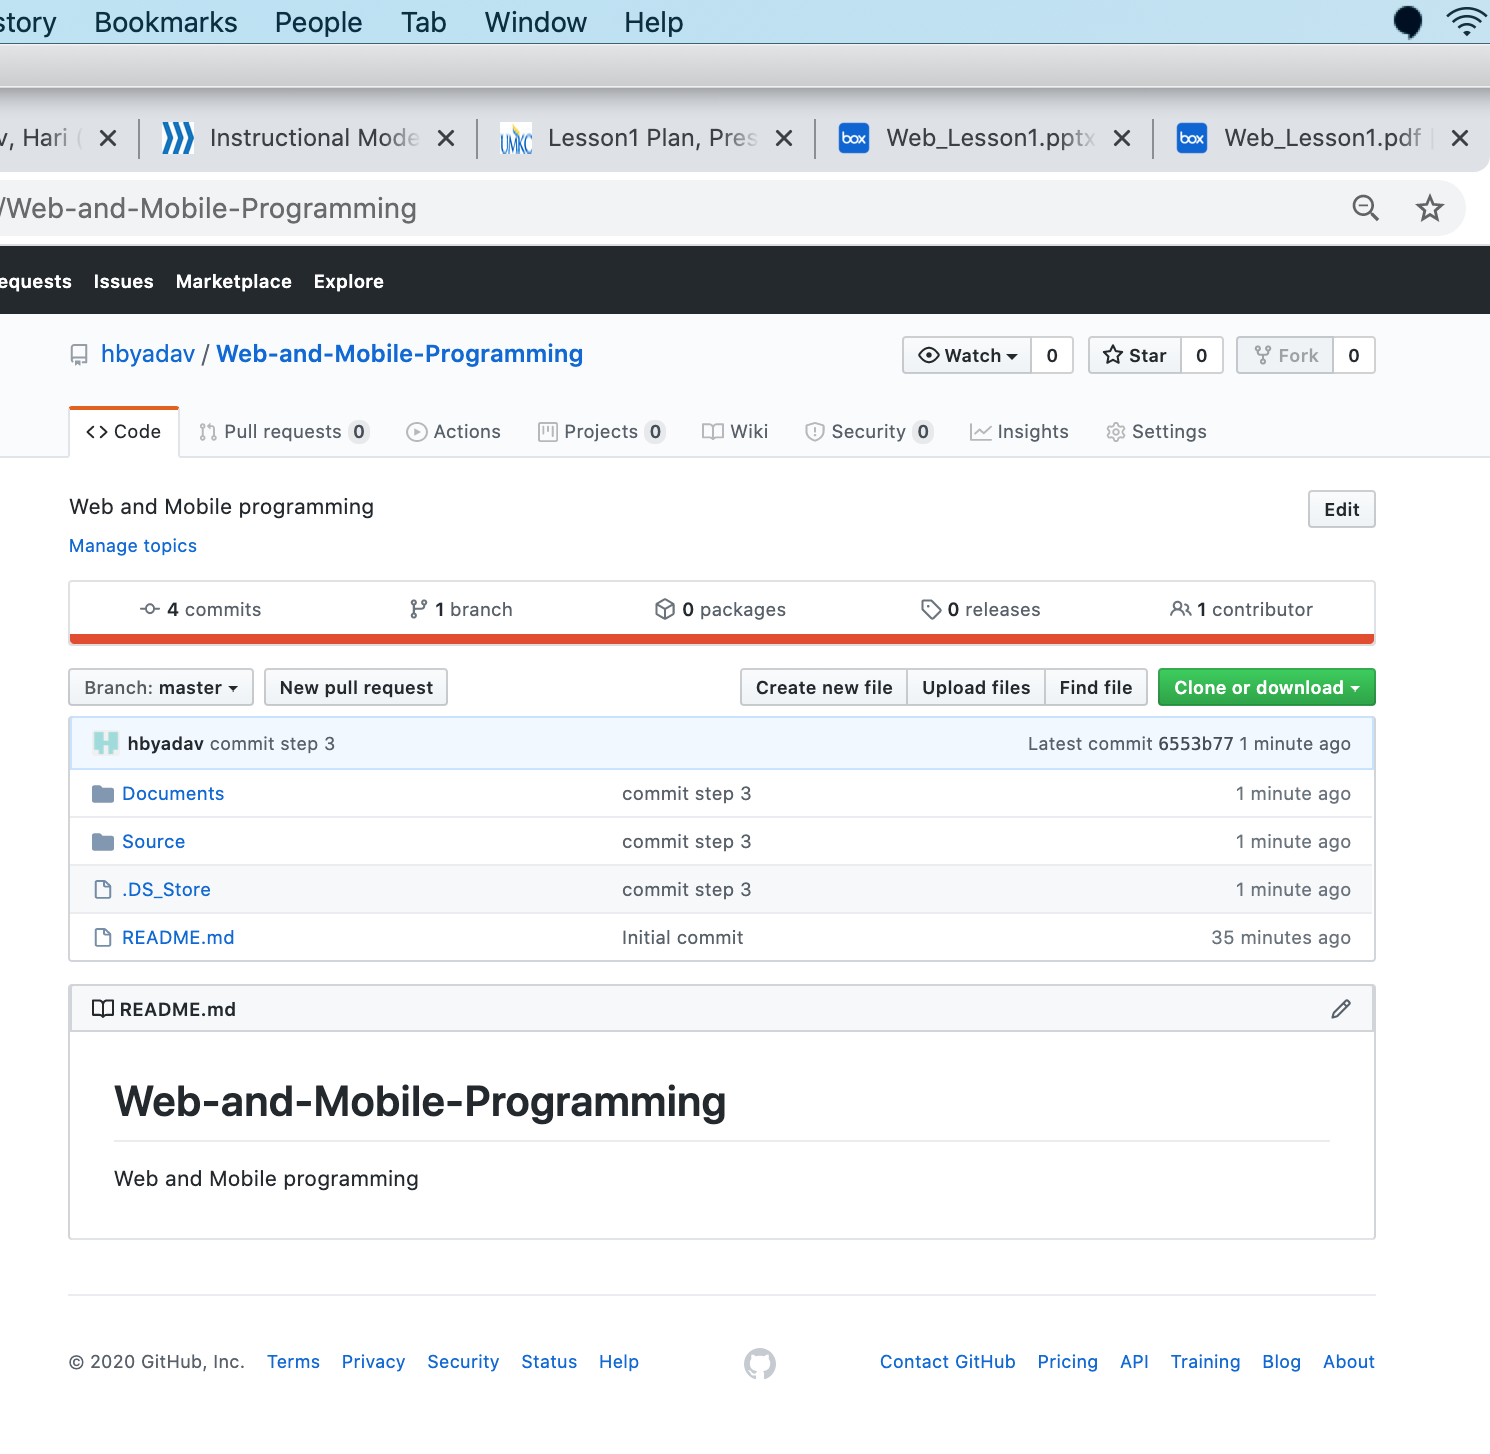 story Bookmarks People Tab Window Help
v, Hari ( Instructional Mode Lesson1 Plan, Pres Web_Lesson1.pptx Web_Lesson1.pdf
UMKC box box
/Web-and-Mobile-Programming
equests Issues Marketplace Explore
hbyadav / Web-and-Mobile-Programming Watch 0 Star 0 Fork 0
<> Code Pull requests 0 Actions Projects 0 Wiki Security 0 Insights Settings
Web and Mobile programming Edit
Manage topics
4 commits 1 branch 0 packages 0 releases 1 contributor
Branch: master New pull request Create new file Upload files Find file Clone or download
hbyadav commit step 3 Latest commit 6553b77 1 minute ago
Documents commit step 3 1 minute ago
Source commit step 3 1 minute ago
.DS_Store commit step 3 1 minute ago
README.md Initial commit 35 minutes ago
README.md
Web-and-Mobile-Programming
Web and Mobile programming
© 2020 GitHub, Inc. Terms Privacy Security Status Help Contact GitHub Pricing API Training Blog About